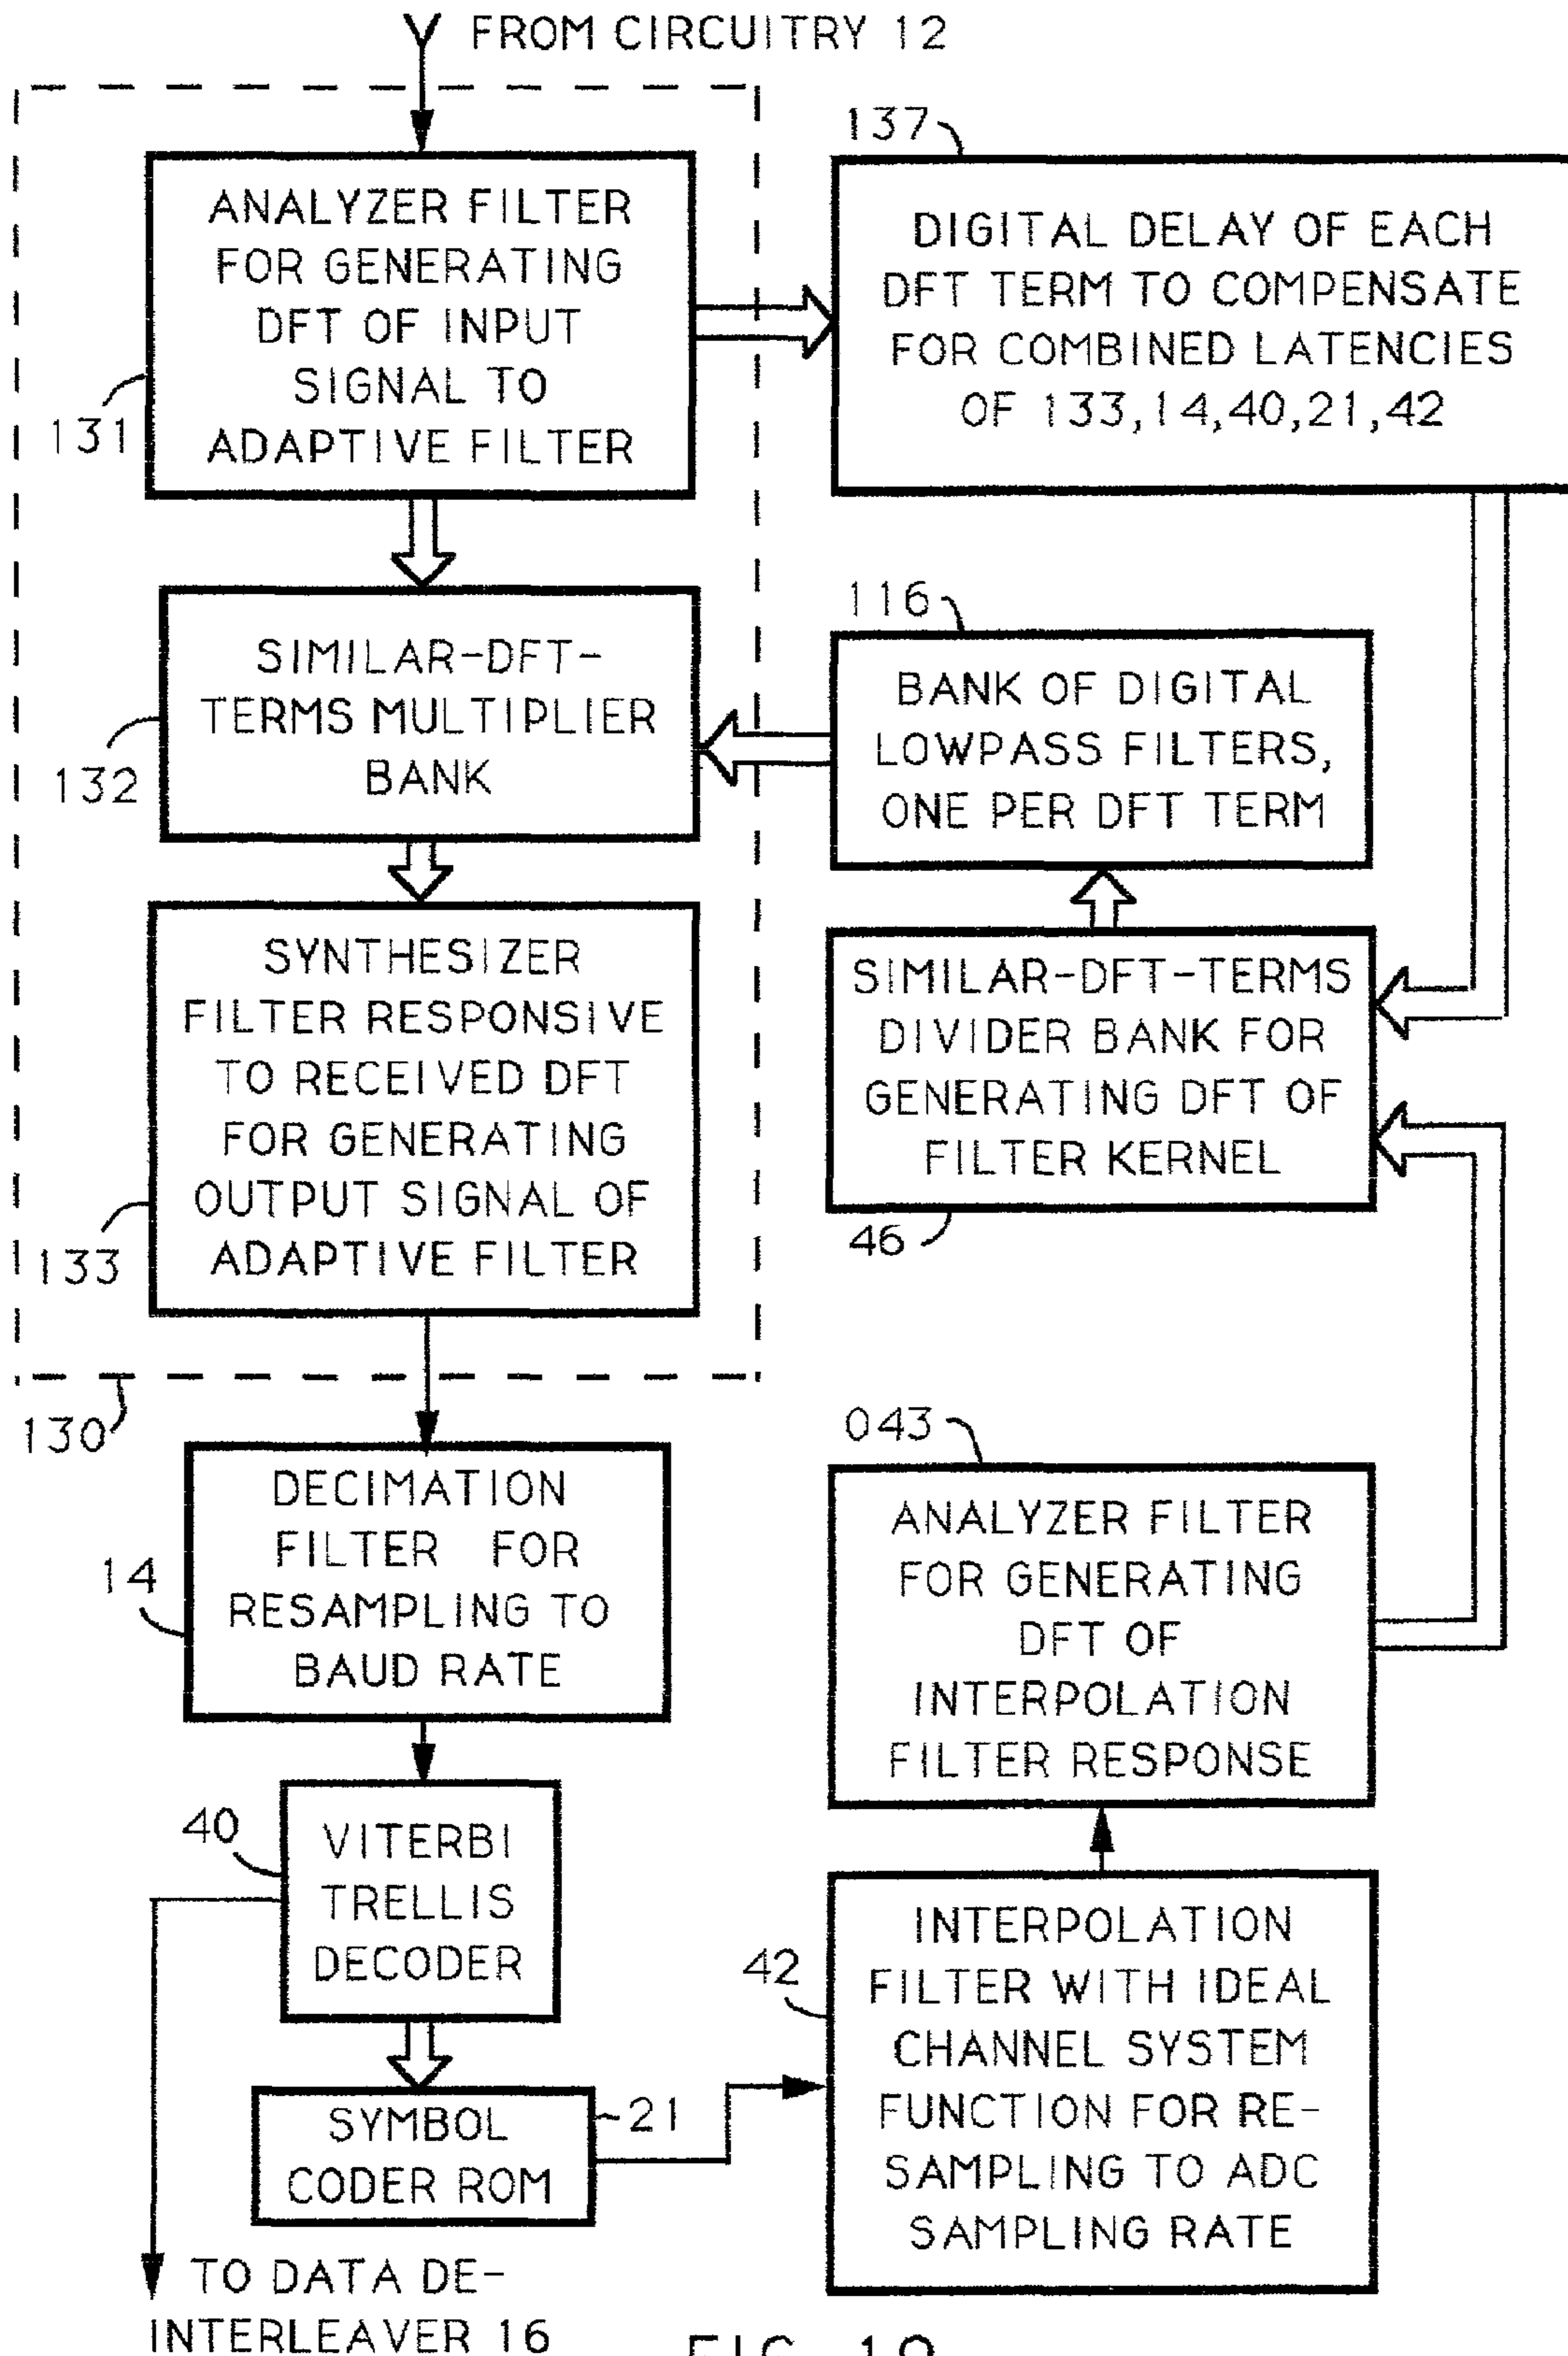 FROM CIRCUITRY 12
137
ANALYZER FILTER
FOR GENERATING
DFT OF INPUT
SIGNAL TO
ADAPTIVE FILTER
131
DIGITAL DELAY OF EACH
DFT TERM TO COMPENSATE
FOR COMBINED LATENCIES
OF 133,14,40,21,42
116
SIMILAR-DFT-
TERMS MULTIPLIER
BANK
132
BANK OF DIGITAL
LOWPASS FILTERS,
ONE PER DFT TERM
SYNTHESIZER
FILTER RESPONSIVE
TO RECEIVED DFT
FOR GENERATING
OUTPUT SIGNAL OF
ADAPTIVE FILTER
133
SIMILAR-DFT-TERMS
DIVIDER BANK FOR
GENERATING DFT OF
FILTER KERNEL
46
130
043
DECIMATION
FILTER FOR
RESAMPLING TO
BAUD RATE
14
ANALYZER FILTER
FOR GENERATING
DFT OF
INTERPOLATION
FILTER RESPONSE
40
VITERBI
TRELLIS
DECODER
42
INTERPOLATION
FILTER WITH IDEAL
CHANNEL SYSTEM
FUNCTION FOR RE-
SAMPLING TO ADC
SAMPLING RATE
SYMBOL
CODER ROM
21
TO DATA DE-
INTERLEAVER 16